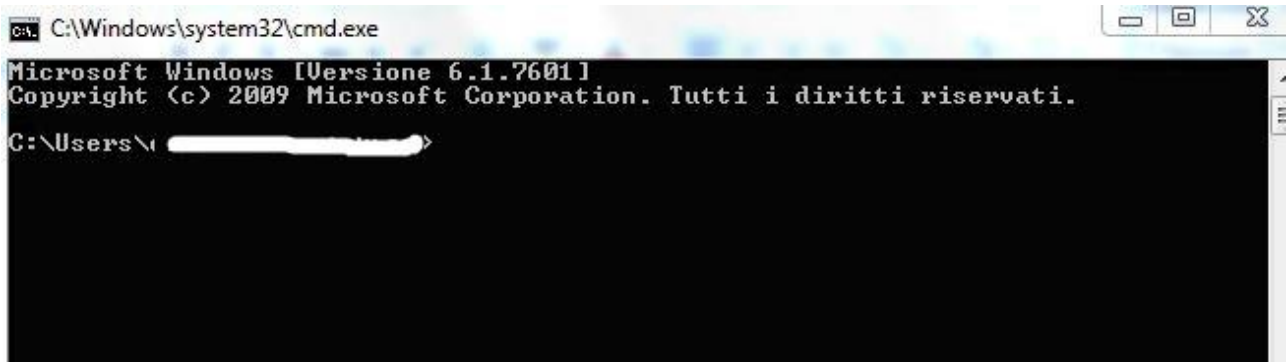 C:\Windows\system32\cmd.exe
Microsoft Windows [Versione 6.1.7601]
Copyright (c) 2009 Microsoft Corporation. Tutti i diritti riservati.
C:\Users\ >